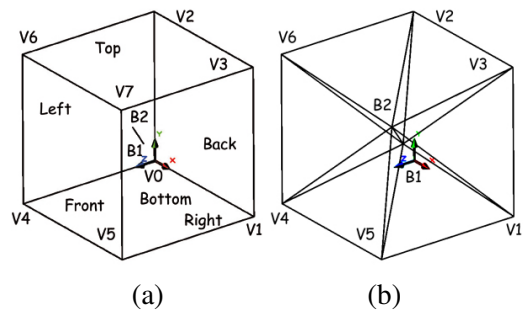 V2
V6
Top
V3
V7
Left
B2
Y
Back
B1
Z
X
V0
Front
Bottom
V4
Right
V5
V1
(a)
V2
V6
V3
B2
Y
Z
X
B1
V4
V5
V1
(b)